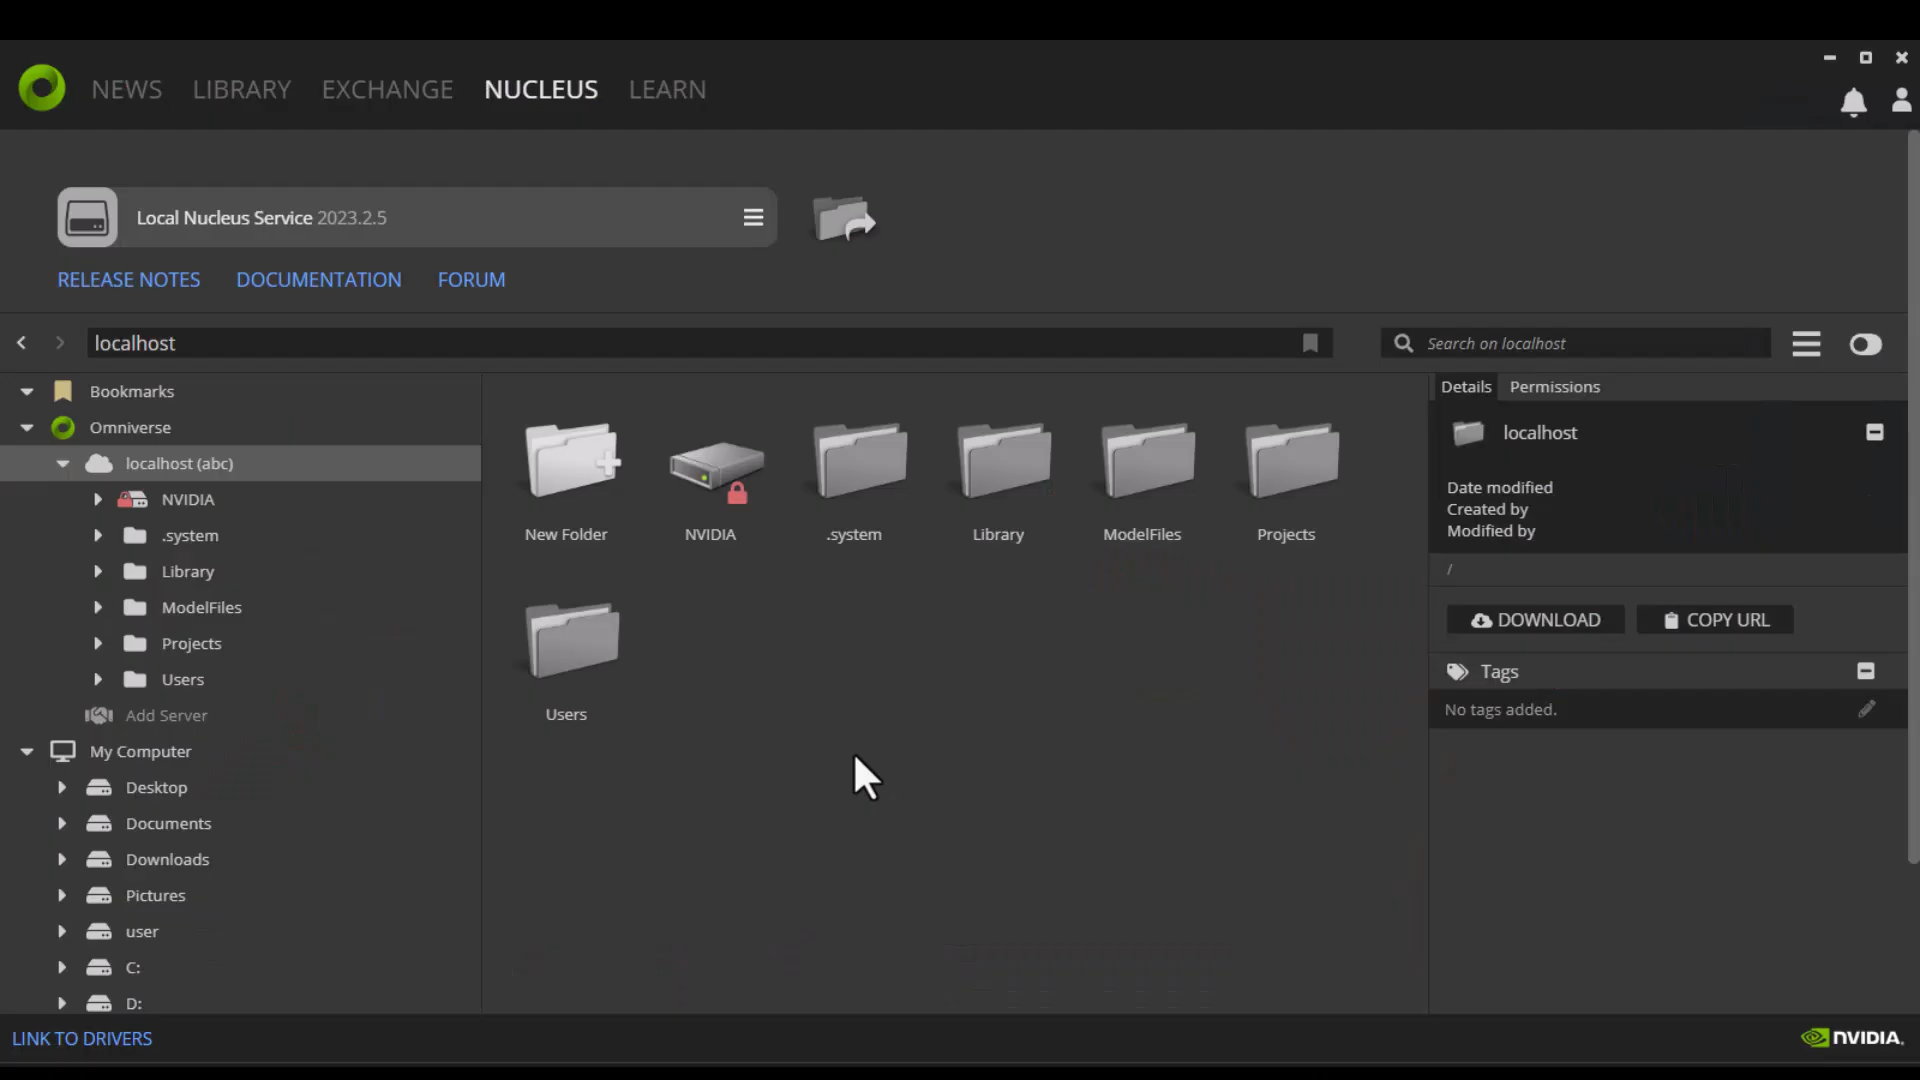 NEWS LIBRARY EXCHANGE NUCLEUS LEARN
Local Nucleus Service 2023.2.5
RELEASE NOTES DOCUMENTATION FORUM
localhost
Search on localhost
Bookmarks
Omniverse
localhost (abc)
NVIDIA
.system
Library
ModelFiles
Projects
Users
Add Server
My Computer
Desktop
Documents
Downloads
Pictures
user
C:
D:
New Folder NVIDIA .system Library ModelFiles Projects
Users
Details Permissions
localhost
Date modified
Created by
Modified by
/
DOWNLOAD COPY URL
Tags
No tags added.
LINK TO DRIVERS
NVIDIA.